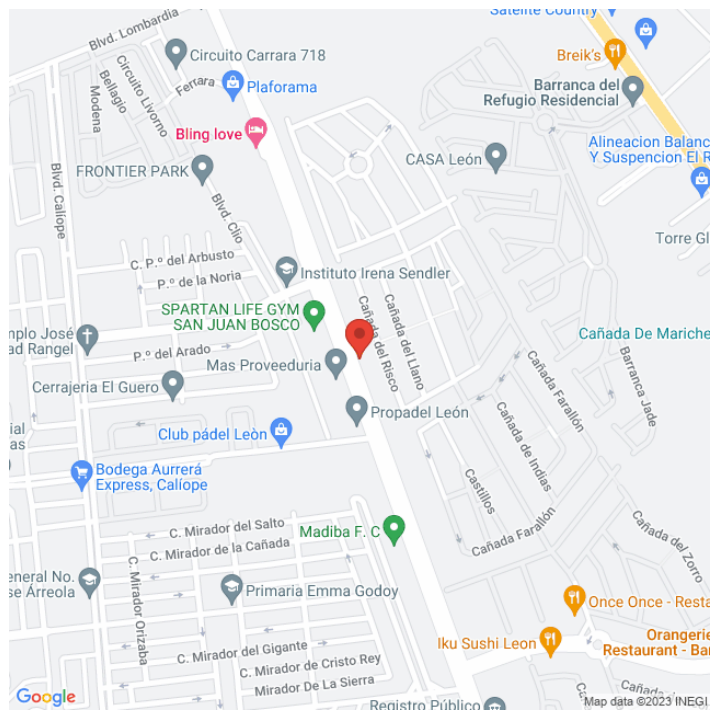 Satelite Country
Blvd. Lombardia
Circuito Carrara 718
Breik's
Modena
Bellagio
Circuito Livorno
Ferrara
Plaforama
Barranca del
Refugio Residencial
Bling love
Alineacion Balanc
Y Suspencion El R
CASA León
FRONTIER PARK
Blvd. Calíope
Blvd. Clío
Torre Gl
C. P.º del Arbusto
P.º de la Noria
Instituto Irena Sendler
SPARTAN LIFE GYM
SAN JUAN BOSCO
Cañada del Risco
Cañada del Llano
Cañada De Mariche
mplo José
ad Rangel
P.º del Arado
Mas Proveeduria
Cerrajeria El Guero
Barranca Jade
Cañada Farallón
Propadel León
Cañada de Indias
ial
as
Club pádel Leòn
Bodega Aurrerá
Express, Calíope
Castillos
C. Mirador del Salto
Madiba F. C
Cañada Farallón
Cañada del Zorro
C. Mirador de la Cañada
C. Mirador Orizaba
eneral No.
se Árreola
Primaria Emma Godoy
Once Once - Resta
Iku Sushi Leon
Orangerie
Restaurant - Bar
C. Mirador del Gigante
C. Mirador de Cristo Rey
Mirador De La Sierra
Google
Registro Público
Map data ©2023 INEGI